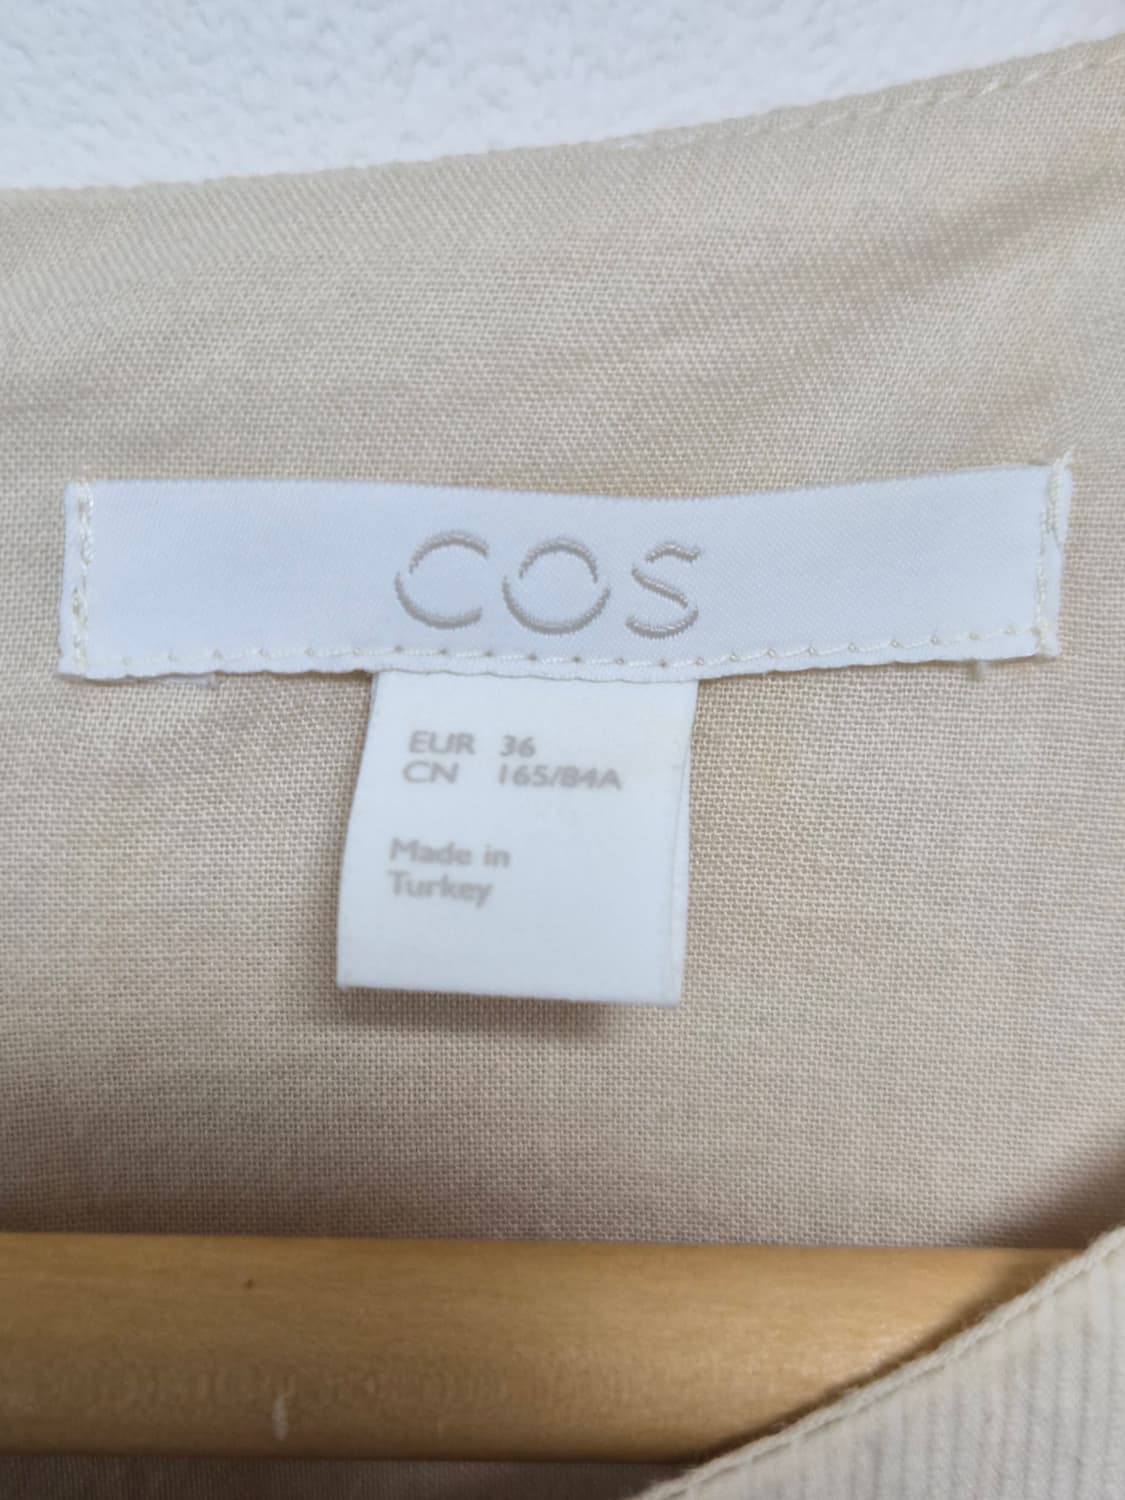 COS
EUR 36
CN 165/84A
Made in
Turkey